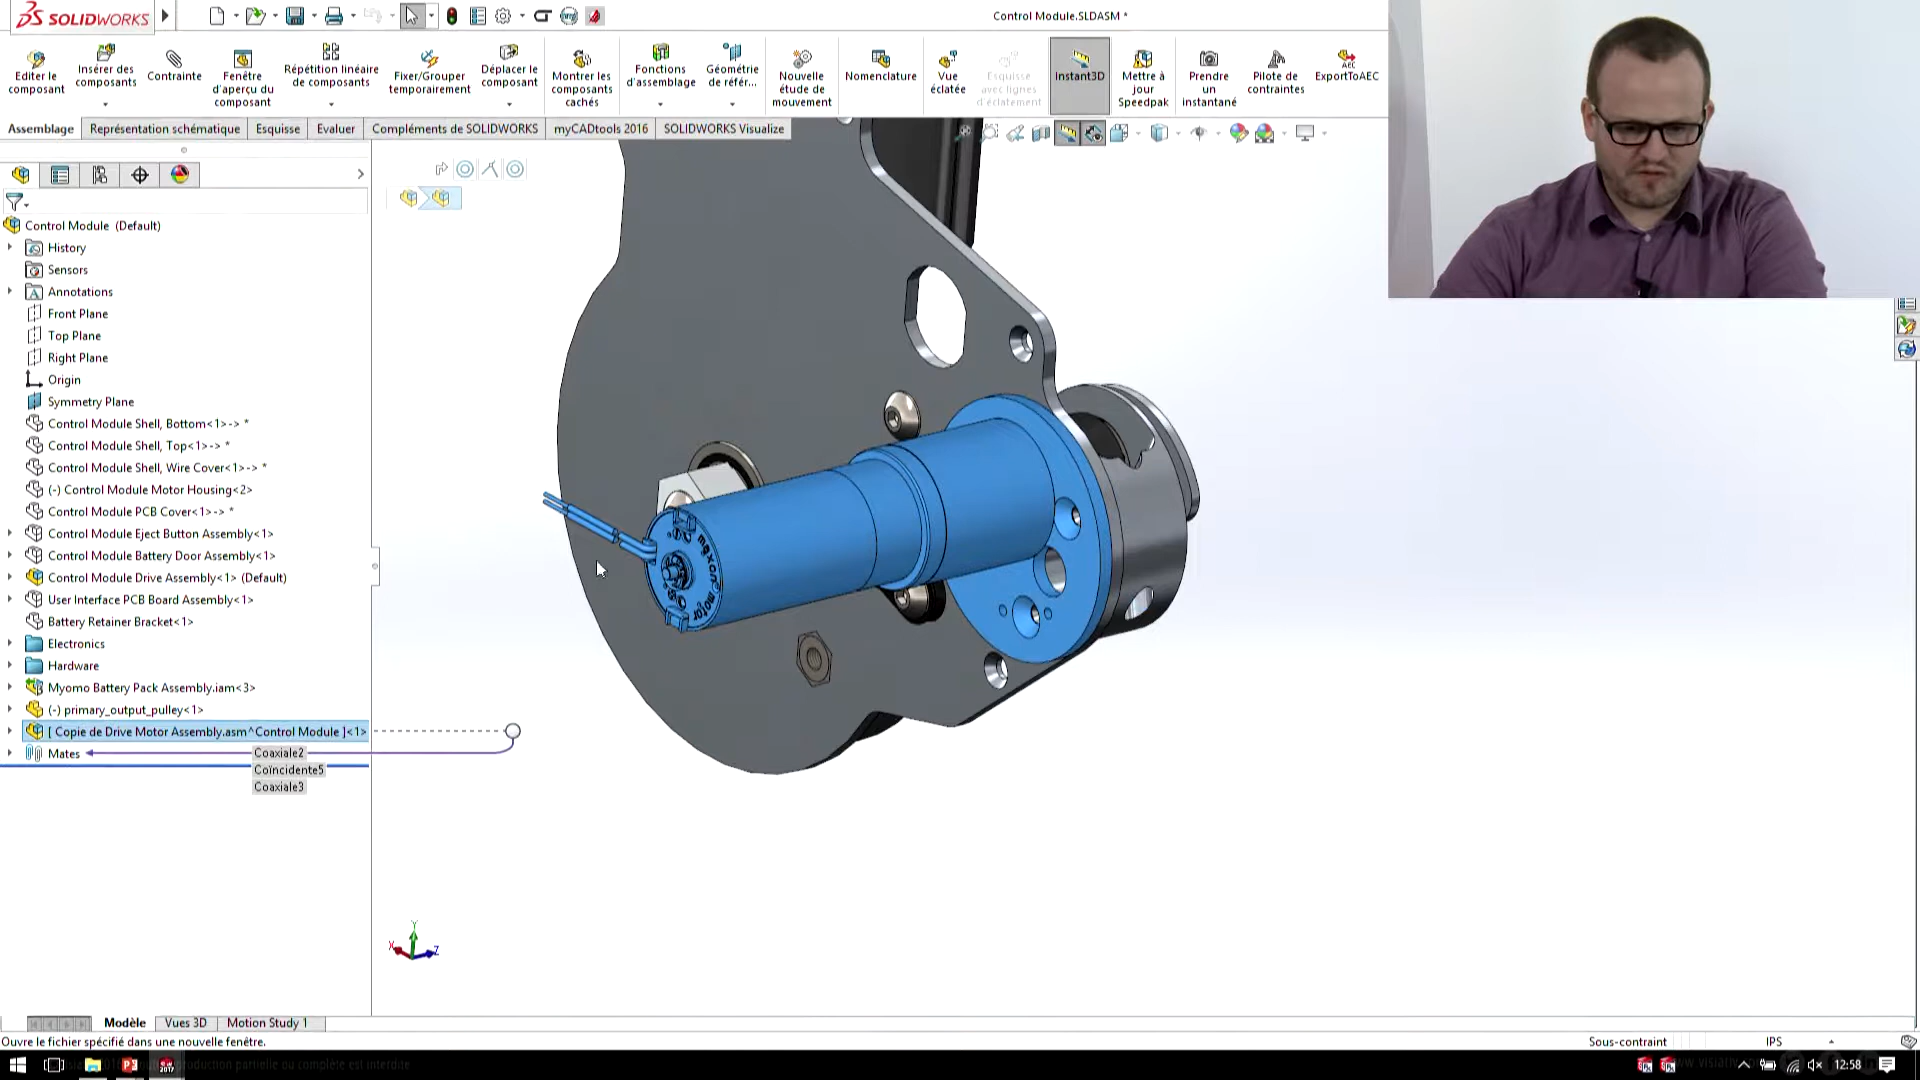 SOLIDWORKS
Control Module.SLDASM *
Editer le composant
Insérer des composants
Contrainte
Fenêtre d'aperçu du composant
Répétition linéaire de composants
Fixer/Grouper temporairement
Déplacer le composant
Montrer les composants cachés
Fonctions d'assemblage
Géométrie de référ...
Nouvelle étude de mouvement
Nomenclature
Vue éclatée
Esquisse avec lignes d'éclatement
Instant3D
Mettre à jour Speedpak
Prendre un instantané
Pilote de contraintes
ExportToAEC
Assemblage
Représentation schématique
Esquisse
Evaluer
Compléments de SOLIDWORKS
myCADtools 2016
SOLIDWORKS Visualize
Control Module (Default)
History
Sensors
Annotations
Front Plane
Top Plane
Right Plane
Origin
Symmetry Plane
Control Module Shell, Bottom<1>-> *
Control Module Shell, Top<1>-> *
Control Module Shell, Wire Cover<1>-> *
(-) Control Module Motor Housing<2>
Control Module PCB Cover<1>-> *
Control Module Eject Button Assembly<1>
Control Module Battery Door Assembly<1>
Control Module Drive Assembly<1> (Default)
User Interface PCB Board Assembly<1>
Battery Retainer Bracket<1>
Electronics
Hardware
Myomo Battery Pack Assembly.iam<3>
(-) primary_output_pulley<1>
[ Copie de Drive Motor Assembly.asm^Control Module ]<1>
Mates
Coaxiale2
Coïncidente5
Coaxiale3
maxon motor
Y
X
Z
Modèle
Vues 3D
Motion Study 1
Ouvre le fichier spécifié dans une nouvelle fenêtre.
Sous-contraint
IPS
partielle ou complète est interdite
12:58